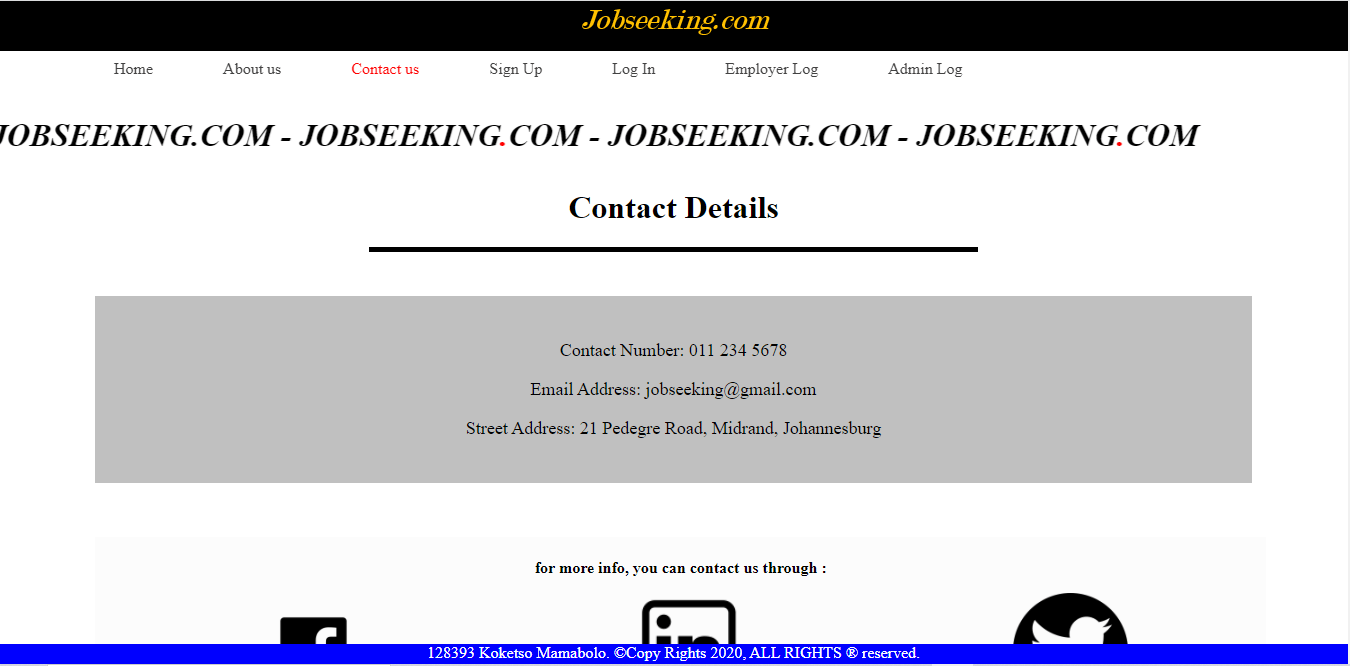 Jobseeking.com
Home About us Contact us Sign Up Log In Employer Log Admin Log
JOBSEEKING.COM - JOBSEEKING.COM - JOBSEEKING.COM - JOBSEEKING.COM
Contact Details
Contact Number: 011 234 5678
Email Address: jobseeking@gmail.com
Street Address: 21 Pedegre Road, Midrand, Johannesburg
for more info, you can contact us through :
in
128393 Koketso Mamabolo. ©Copy Rights 2020, ALL RIGHTS ® reserved.